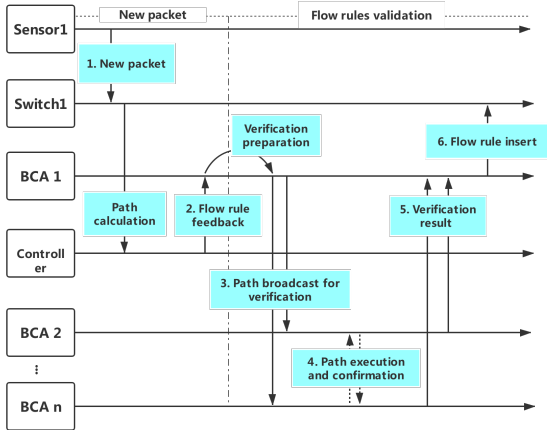 New packet
Flow rules validation
Sensor1
1. New packet
Switch1
Verification
preparation
6. Flow rule insert
BCA 1
Path
calculation
2. Flow rule
feedback
5. Verification
result
Controll
er
3. Path broadcast for
verification
BCA 2
4. Path execution
and confirmation
BCA n